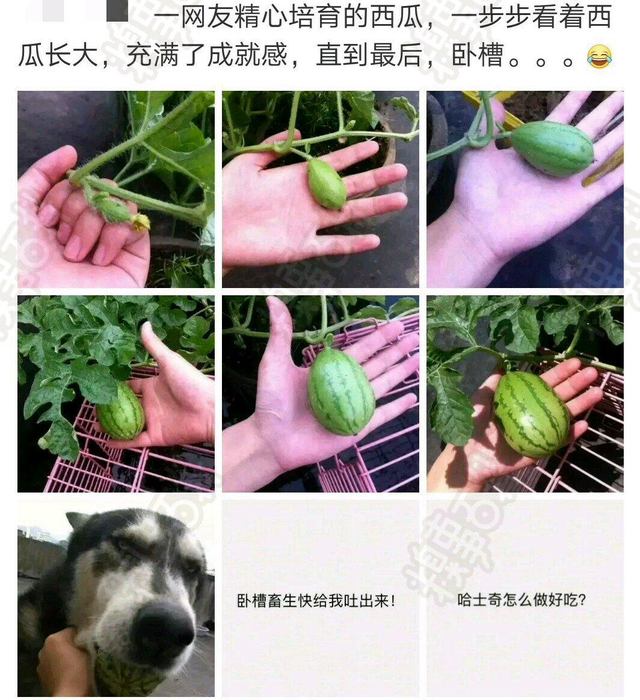 一网友精心培育的西瓜，一步步看着西
瓜长大，充满了成就感，直到最后，卧槽。。。😂
卧槽畜生快给我吐出来！
哈士奇怎么做好吃？